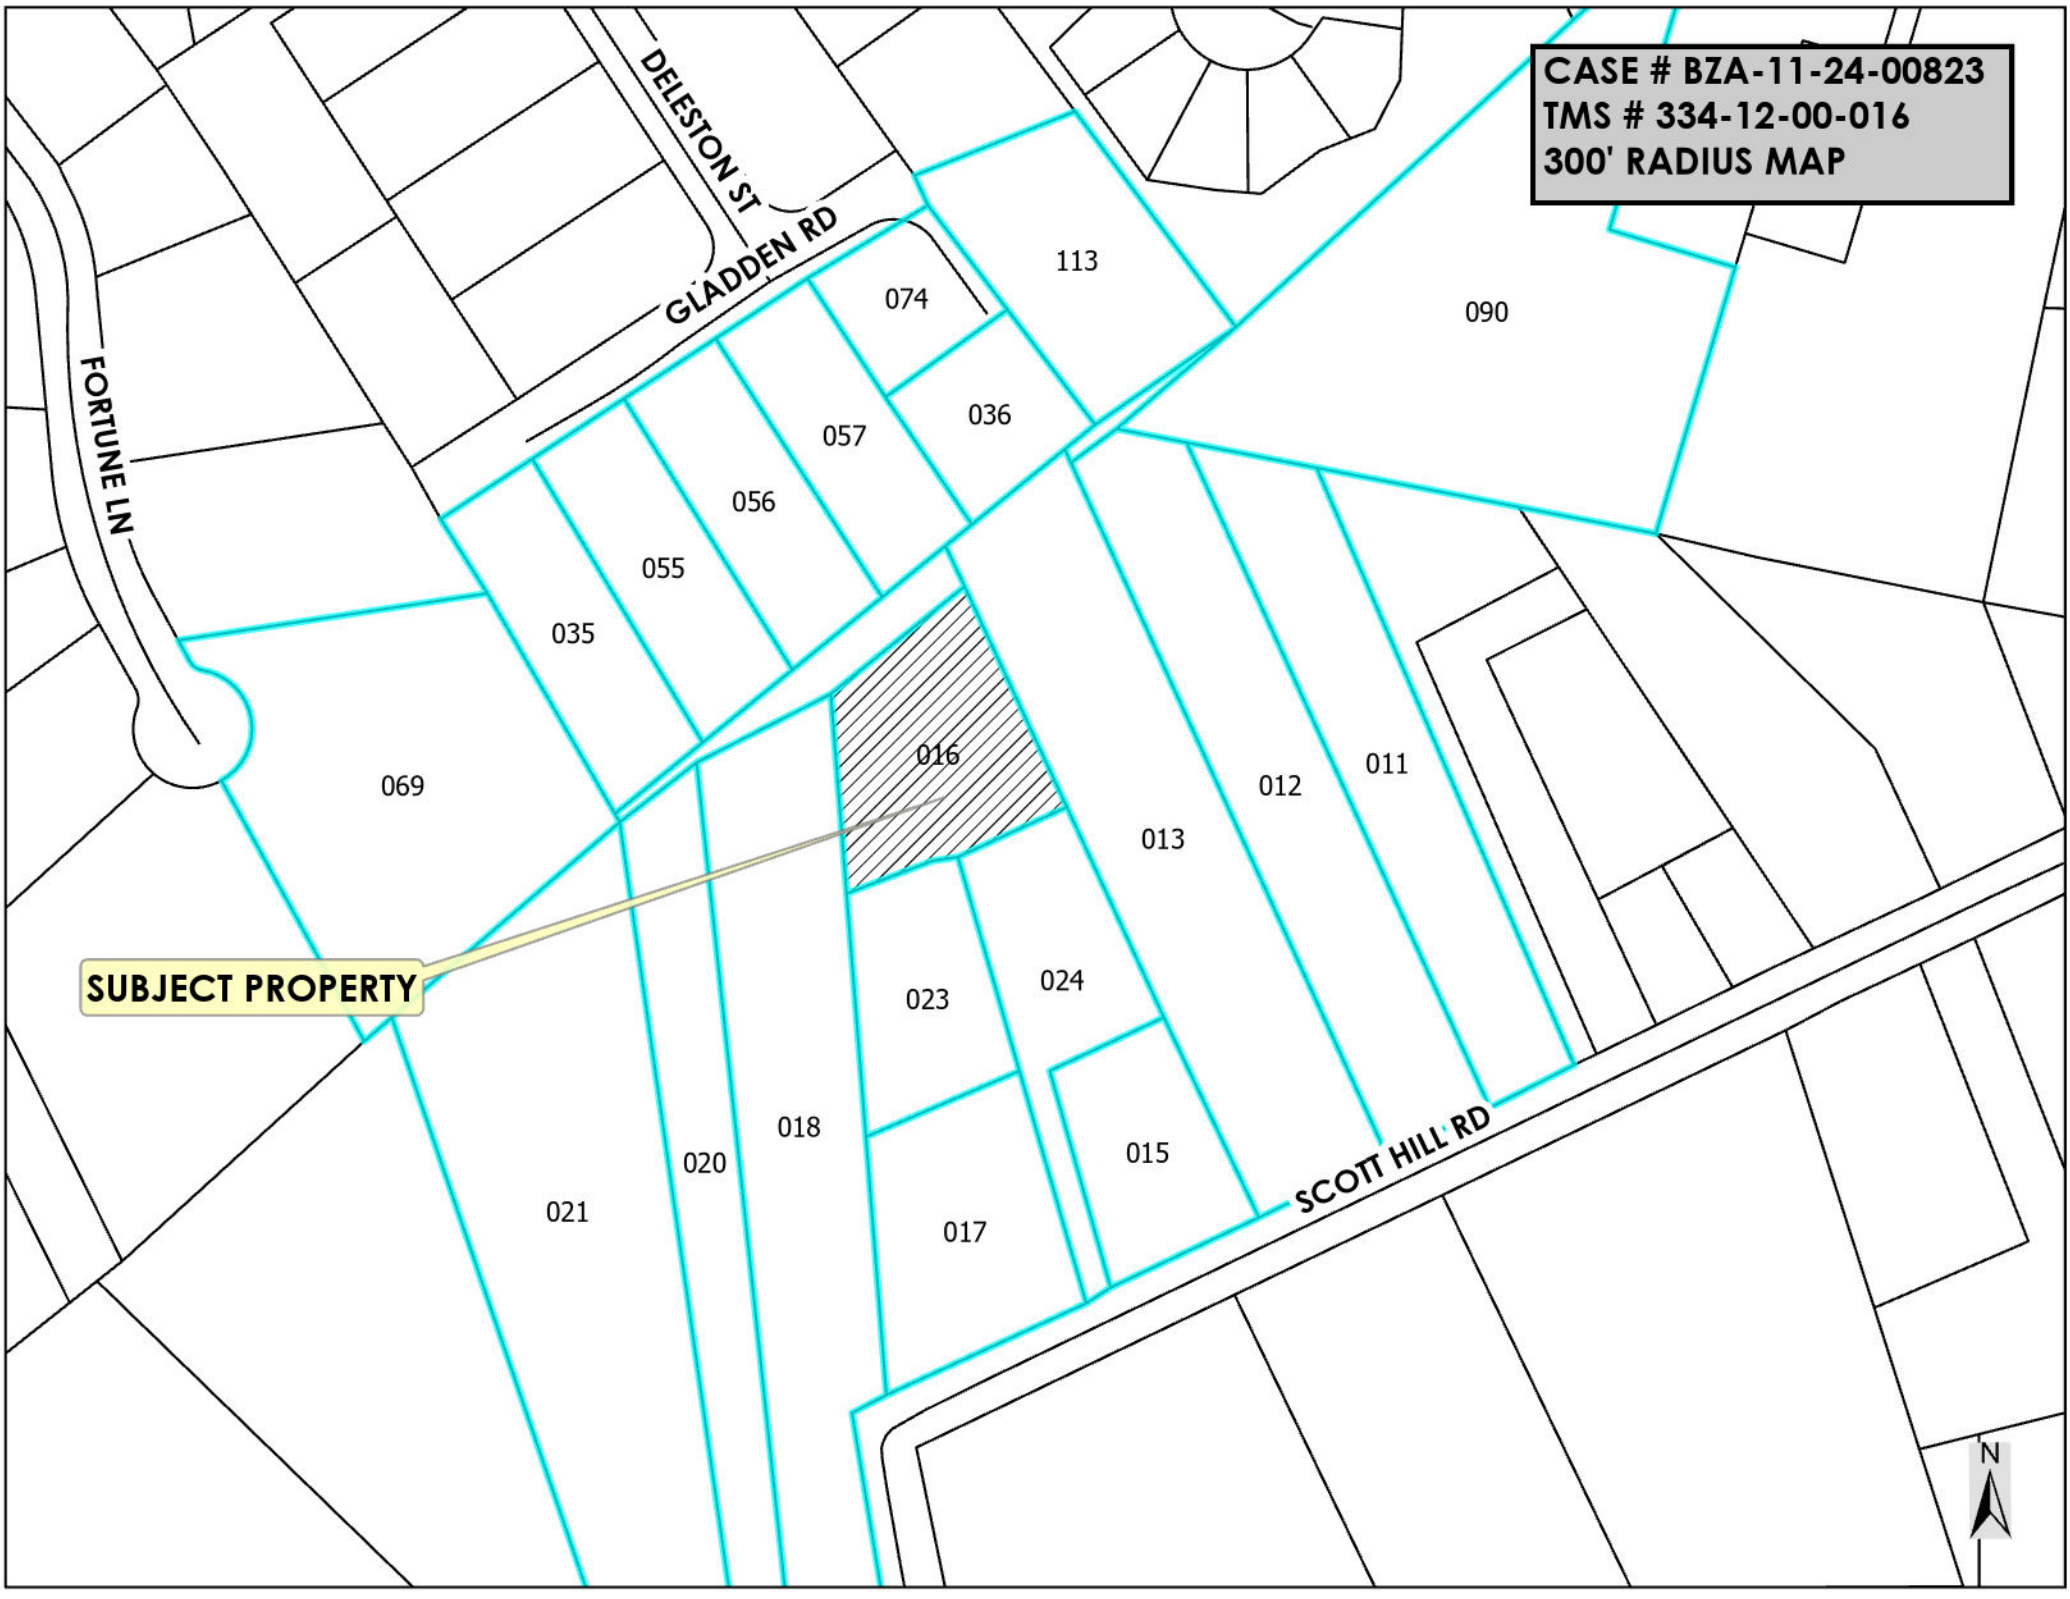 CASE # BZA-11-24-00823
TMS # 334-12-00-016
300' RADIUS MAP
DELESTON ST
GLADDEN RD
FORTUNE LN
113
074
090
036
057
056
055
035
069
016
013
012
011
SUBJECT PROPERTY
023
024
021
020
018
017
015
SCOTT HILL RD
N